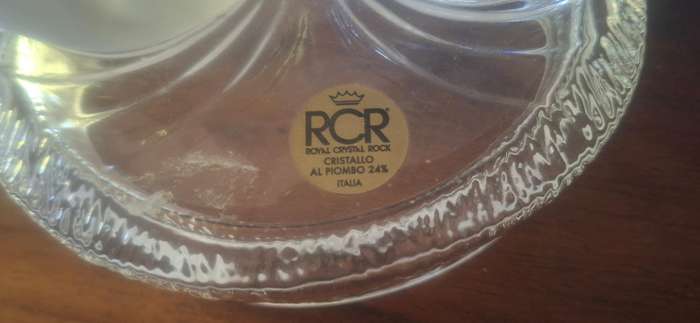 RCR®
ROYAL CRYSTAL ROCK
CRISTALLO
AL PIOMBO 24%
ITALIA